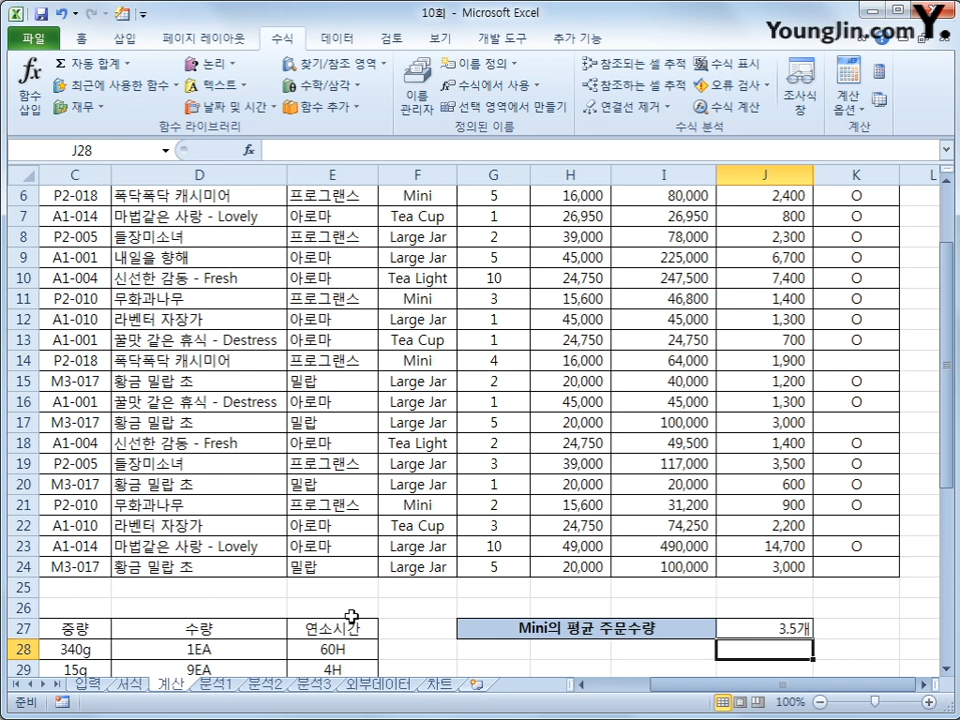 10회 - Microsoft Excel
YoungJin.com Y.
파일 홈 삽입 페이지 레이아웃 수식 데이터 검토 보기 개발 도구 추가 기능
fx 함수 삽입
Σ 자동 합계 논리 찾기/참조 영역
최근에 사용한 함수 텍스트 수학/삼각
재무 날짜 및 시간 함수 추가
함수 라이브러리
이름 관리자
이름 정의
수식에서 사용
선택 영역에서 만들기
정의된 이름
참조되는 셀 추적 수식 표시
참조하는 셀 추적 오류 검사
연결선 제거 수식 계산
조사식 창
수식 분석
계산 옵션
계산
J28 fx
C D E F G H I J K L
6 P2-018 폭닥폭닥 캐시미어 프로그랜스 Mini 5 16,000 80,000 2,400 O
7 A1-014 마법같은 사랑 - Lovely 아로마 Tea Cup 1 26,950 26,950 800 O
8 P2-005 들장미소녀 프로그랜스 Large Jar 2 39,000 78,000 2,300 O
9 A1-001 내일을 향해 아로마 Large Jar 5 45,000 225,000 6,700 O
10 A1-004 신선한 감동 - Fresh 아로마 Tea Light 10 24,750 247,500 7,400 O
11 P2-010 무화과나무 프로그랜스 Mini 3 15,600 46,800 1,400 O
12 A1-010 라벤터 자장가 아로마 Large Jar 1 45,000 45,000 1,300 O
13 A1-001 꿀맛 같은 휴식 - Destress 아로마 Tea Cup 1 24,750 24,750 700 O
14 P2-018 폭닥폭닥 캐시미어 프로그랜스 Mini 4 16,000 64,000 1,900
15 M3-017 황금 밀랍 초 밀랍 Large Jar 2 20,000 40,000 1,200 O
16 A1-001 꿀맛 같은 휴식 - Destress 아로마 Large Jar 1 45,000 45,000 1,300 O
17 M3-017 황금 밀랍 초 밀랍 Large Jar 5 20,000 100,000 3,000
18 A1-004 신선한 감동 - Fresh 아로마 Tea Light 2 24,750 49,500 1,400 O
19 P2-005 들장미소녀 프로그랜스 Large Jar 3 39,000 117,000 3,500 O
20 M3-017 황금 밀랍 초 밀랍 Large Jar 1 20,000 20,000 600 O
21 P2-010 무화과나무 프로그랜스 Mini 2 15,600 31,200 900 O
22 A1-010 라벤터 자장가 아로마 Tea Cup 3 24,750 74,250 2,200
23 A1-014 마법같은 사랑 - Lovely 아로마 Large Jar 10 49,000 490,000 14,700 O
24 M3-017 황금 밀랍 초 밀랍 Large Jar 5 20,000 100,000 3,000
25
26
27 중량 수량 연소시간 Mini의 평균 주문수량 3.5개
28 340g 1EA 60H
29 15g 9EA 4H
입력 서식 계산 분석1 분석2 분석3 외부데이터 차트
준비 100%